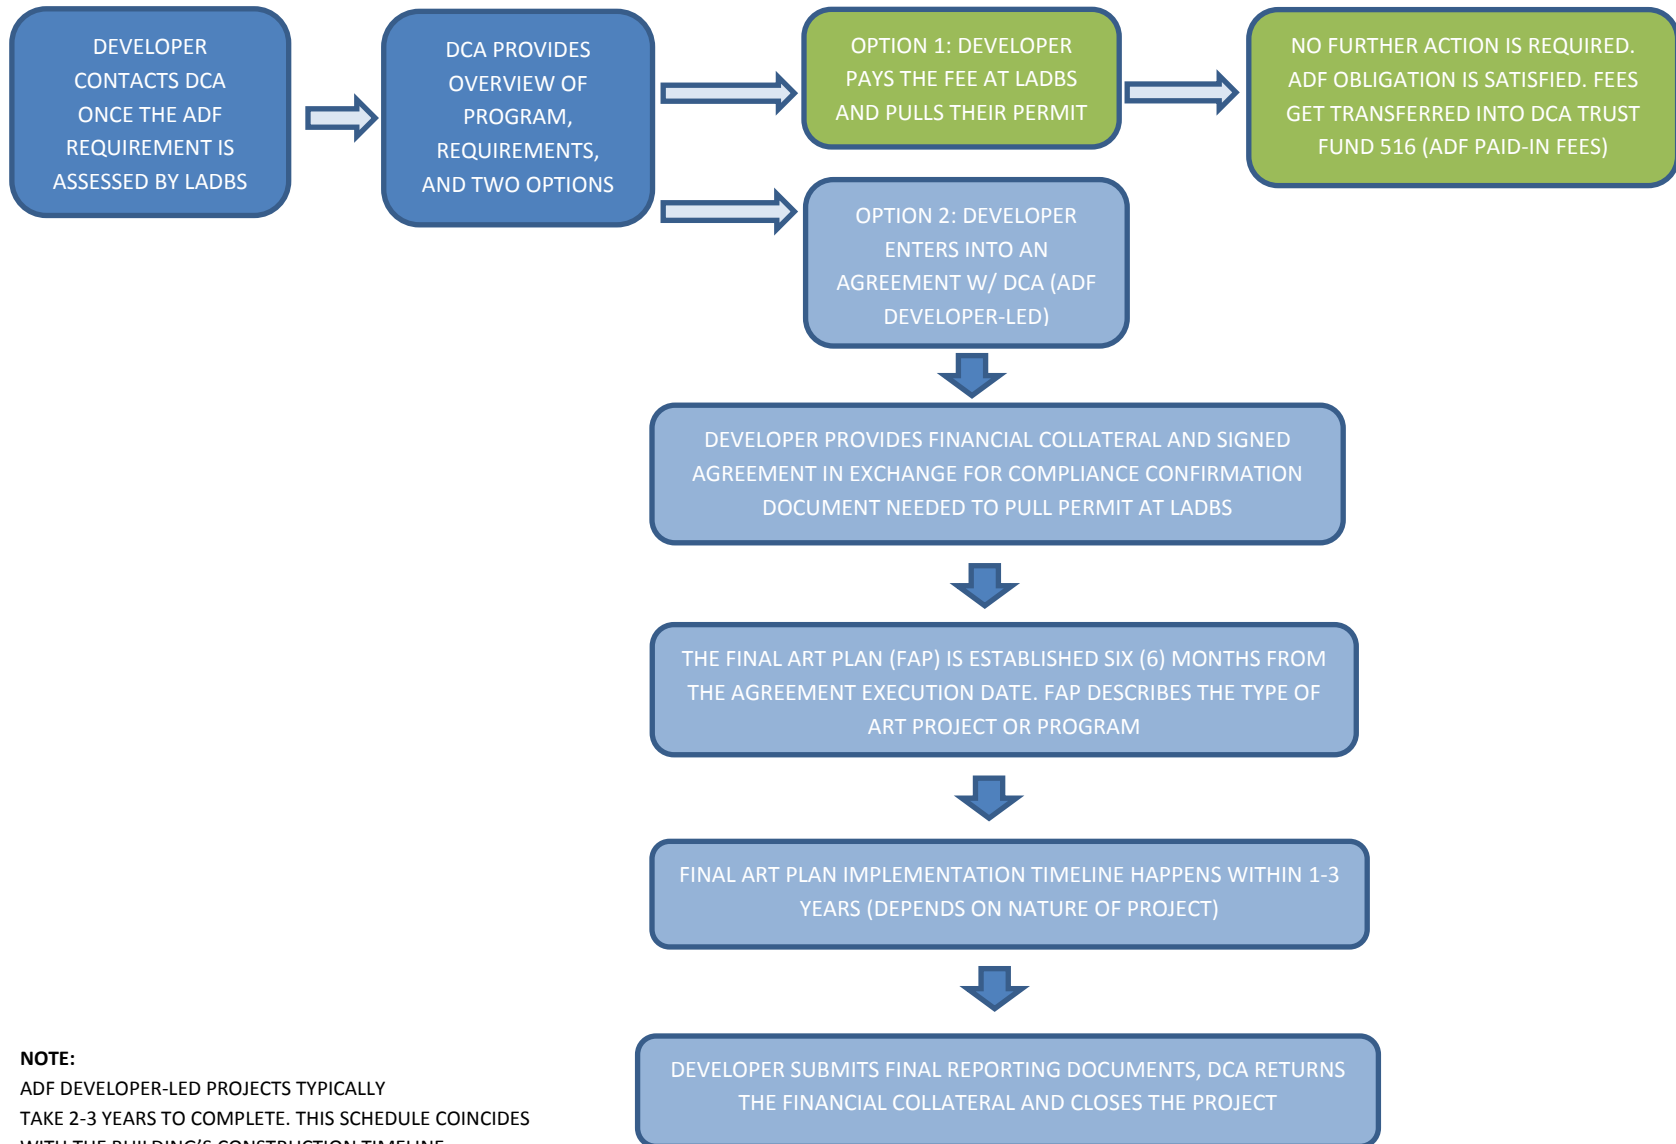 DEVELOPER
CONTACTS DCA
ONCE THE ADF
REQUIREMENT IS
ASSESSED BY LADBS
DCA PROVIDES
OVERVIEW OF
PROGRAM,
REQUIREMENTS,
AND TWO OPTIONS
OPTION 1: DEVELOPER
PAYS THE FEE AT LADBS
AND PULLS THEIR PERMIT
NO FURTHER ACTION IS REQUIRED.
ADF OBLIGATION IS SATISFIED. FEES
GET TRANSFERRED INTO DCA TRUST
FUND 516 (ADF PAID-IN FEES)
OPTION 2: DEVELOPER
ENTERS INTO AN
AGREEMENT W/ DCA (ADF
DEVELOPER-LED)
DEVELOPER PROVIDES FINANCIAL COLLATERAL AND SIGNED
AGREEMENT IN EXCHANGE FOR COMPLIANCE CONFIRMATION
DOCUMENT NEEDED TO PULL PERMIT AT LADBS
THE FINAL ART PLAN (FAP) IS ESTABLISHED SIX (6) MONTHS FROM
THE AGREEMENT EXECUTION DATE. FAP DESCRIBES THE TYPE OF
ART PROJECT OR PROGRAM
FINAL ART PLAN IMPLEMENTATION TIMELINE HAPPENS WITHIN 1-3
YEARS (DEPENDS ON NATURE OF PROJECT)
DEVELOPER SUBMITS FINAL REPORTING DOCUMENTS, DCA RETURNS
THE FINANCIAL COLLATERAL AND CLOSES THE PROJECT
NOTE:
ADF DEVELOPER-LED PROJECTS TYPICALLY
TAKE 2-3 YEARS TO COMPLETE. THIS SCHEDULE COINCIDES
WITH THE BUILDING'S CONSTRUCTION TIMELINE